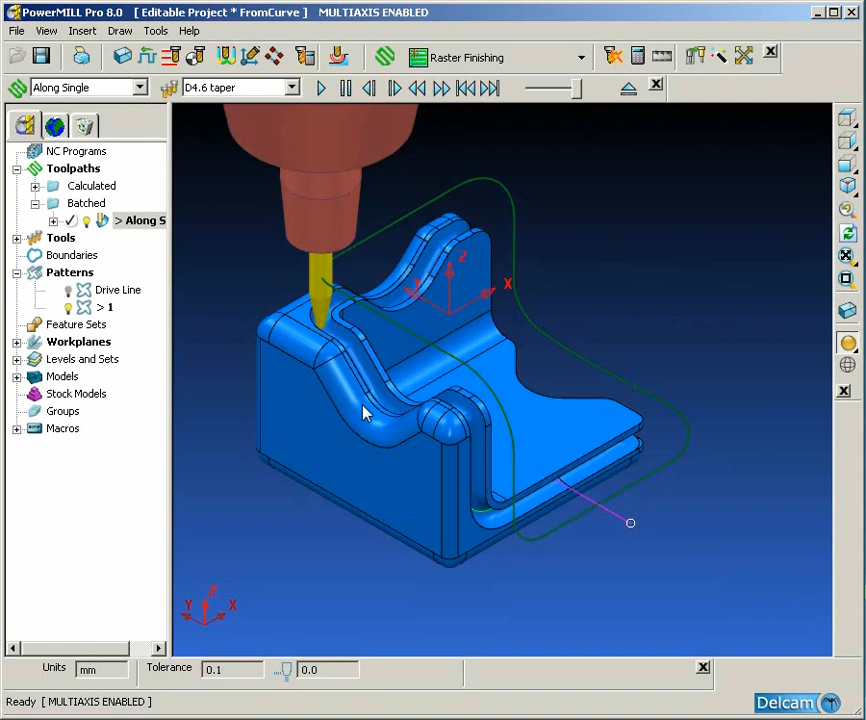 PowerMILL Pro 8.0    [ Editable Project * FromCurve ]    MULTIAXIS ENABLED ]
File View Insert Draw Tools Help
Raster Finishing
Along Single
D4.6 taper
NC Programs
Toolpaths
Calculated
Batched
> Along S
Tools
Boundaries
Patterns
Drive Line
> 1
Feature Sets
Workplanes
Levels and Sets
Models
Stock Models
Groups
Macros
Z
Y
X
Z
Y
X
Units mm Tolerance 0.1 0.0
Ready [ MULTIAXIS ENABLED ]
Delcam